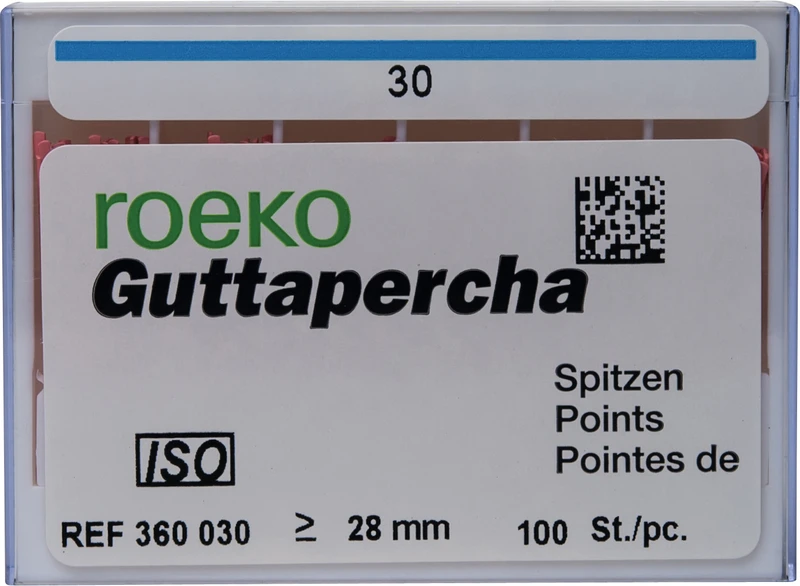 30
roeko
Guttapercha
Spitzen
Points
Pointes de
ISO
REF 360 030 ≥ 28 mm 100 St./pc.